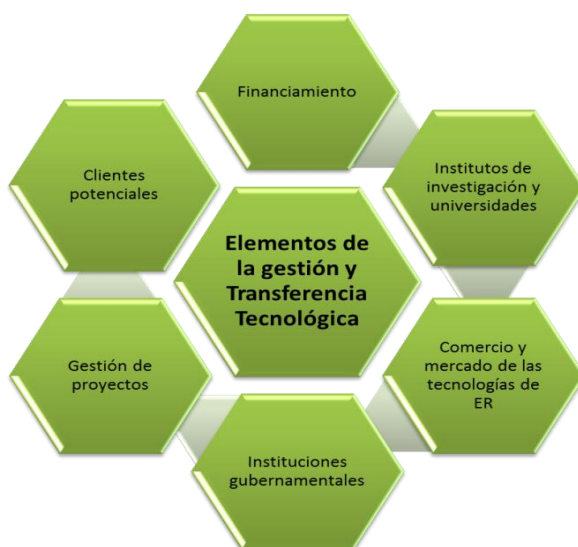 Financiamiento
Institutos de
investigación y
universidades
Comercio y
mercado de las
tecnologías de
ER
Instituciones
gubernamentales
Gestión de
proyectos
Clientes
potenciales
Elementos de
la gestión y
Transferencia
Tecnológica